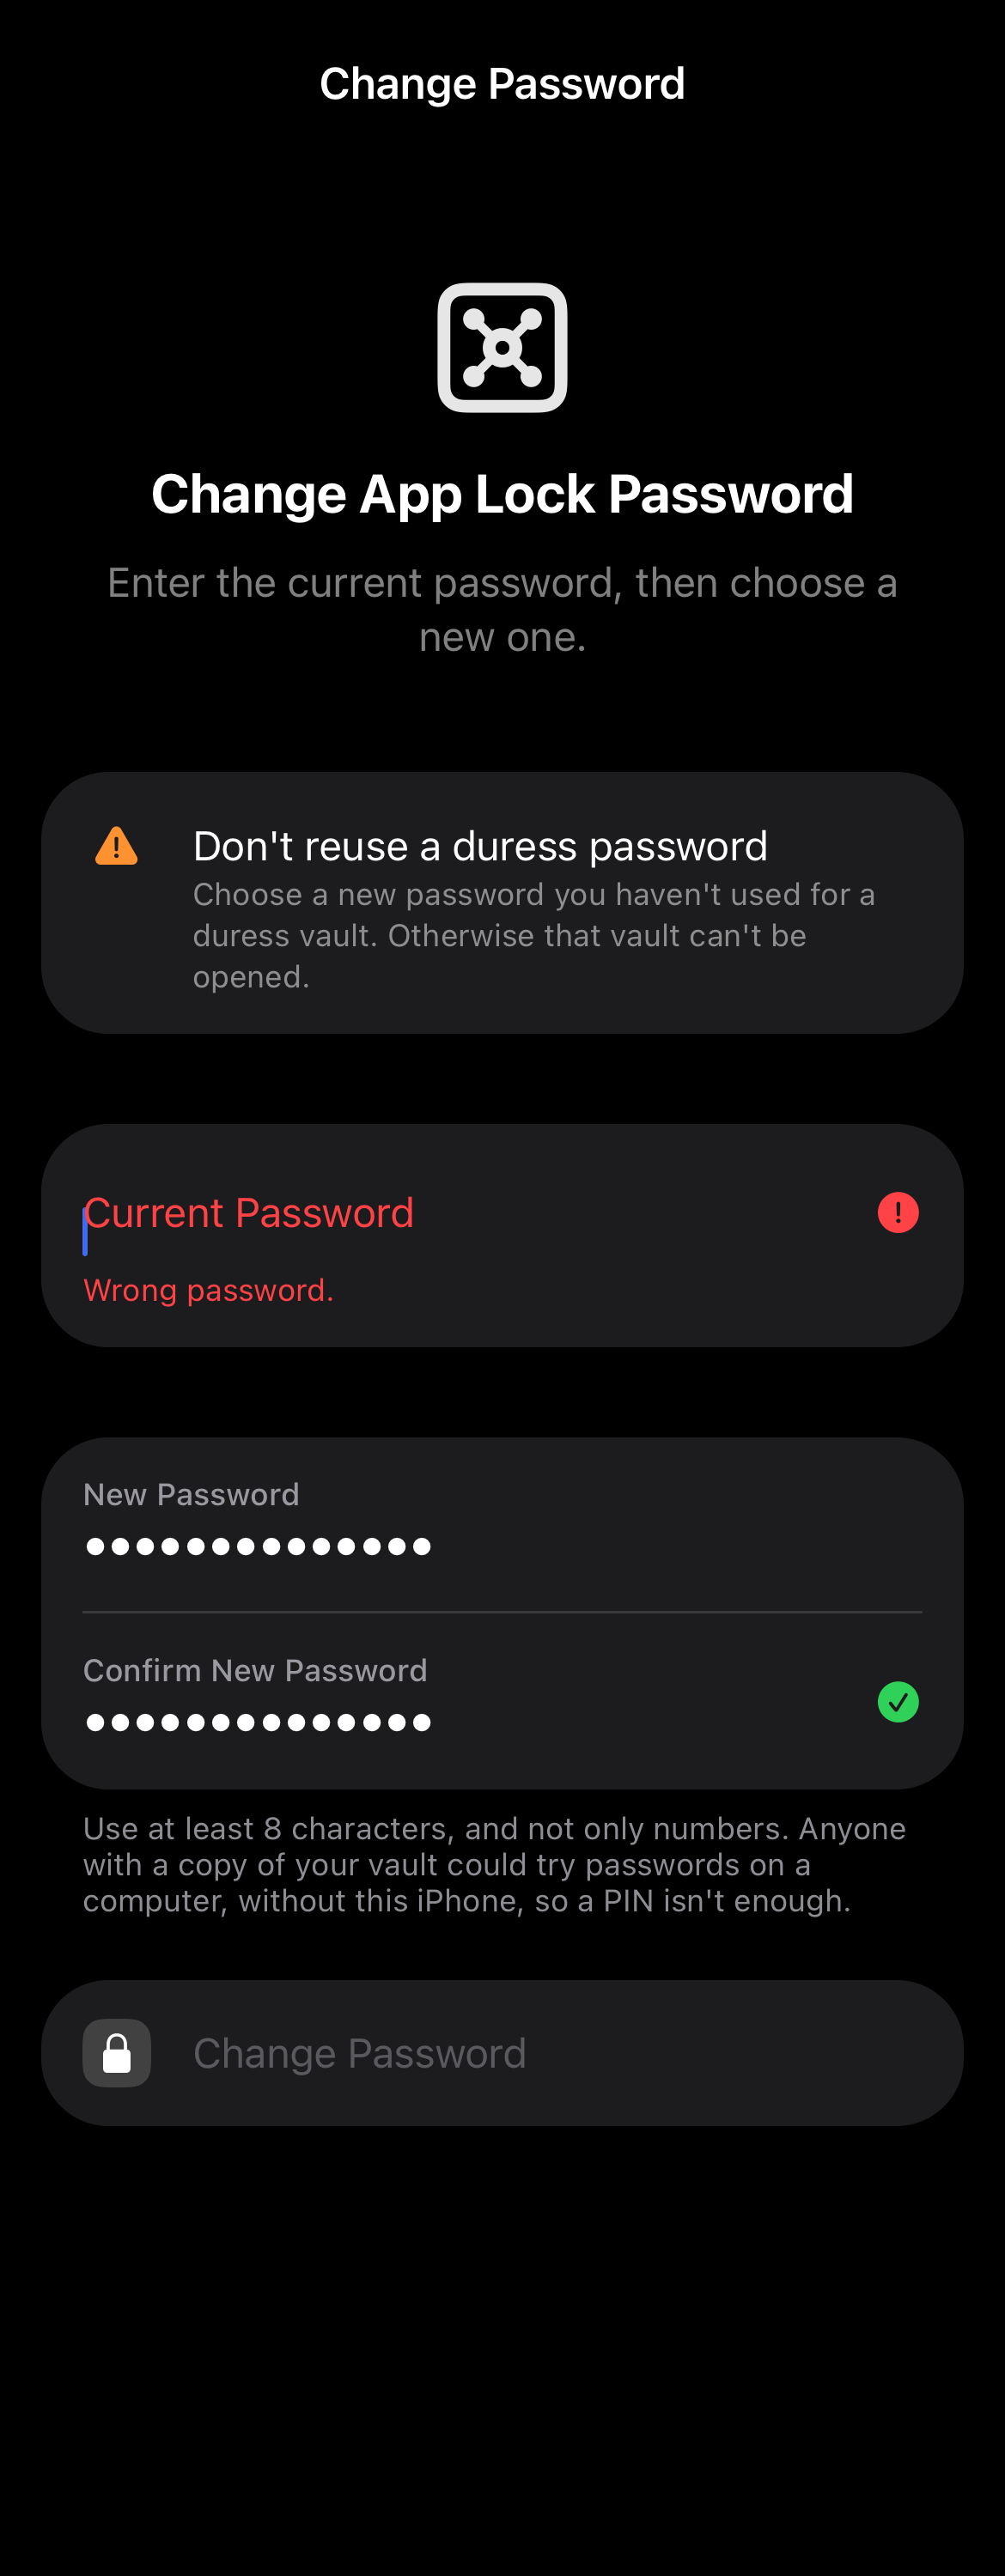 Change Password
Change App Lock Password
Enter the current password, then choose a
new one.
Don't reuse a duress password
Choose a new password you haven't used for a
duress vault. Otherwise that vault can't be
opened.
Current Password
Wrong password.
New Password
●●●●●●●●●●●●●●
Confirm New Password
●●●●●●●●●●●●●●
Use at least 8 characters, and not only numbers. Anyone
with a copy of your vault could try passwords on a
computer, without this iPhone, so a PIN isn't enough.
Change Password